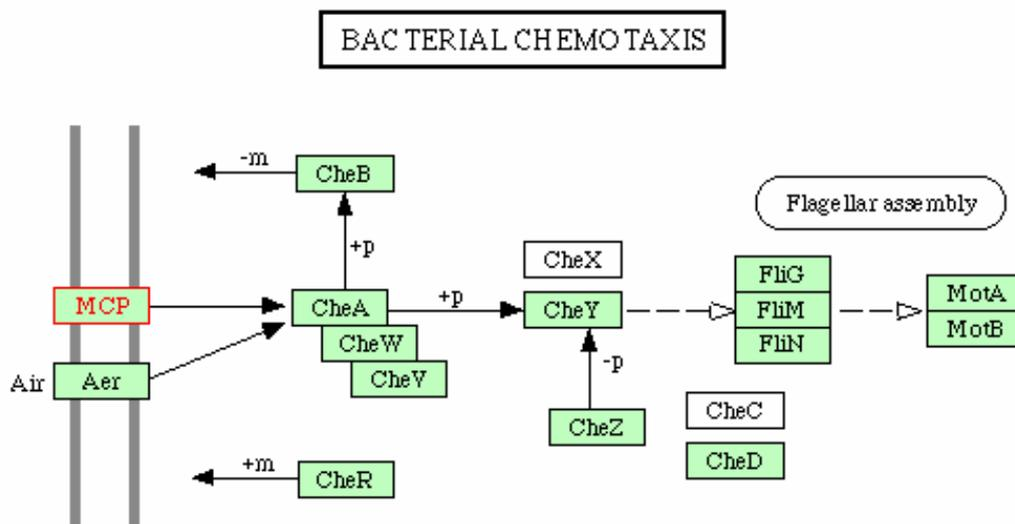 BACTERIAL CHEMOTAXIS
-m
CheB
Flagellar assembly
+p
CheX
FliG
MCP
CheA
+p
CheY
FliM
MotA
MotB
CheW
FliN
Air
Aer
CheV
-p
CheC
CheZ
CheD
+m
CheR